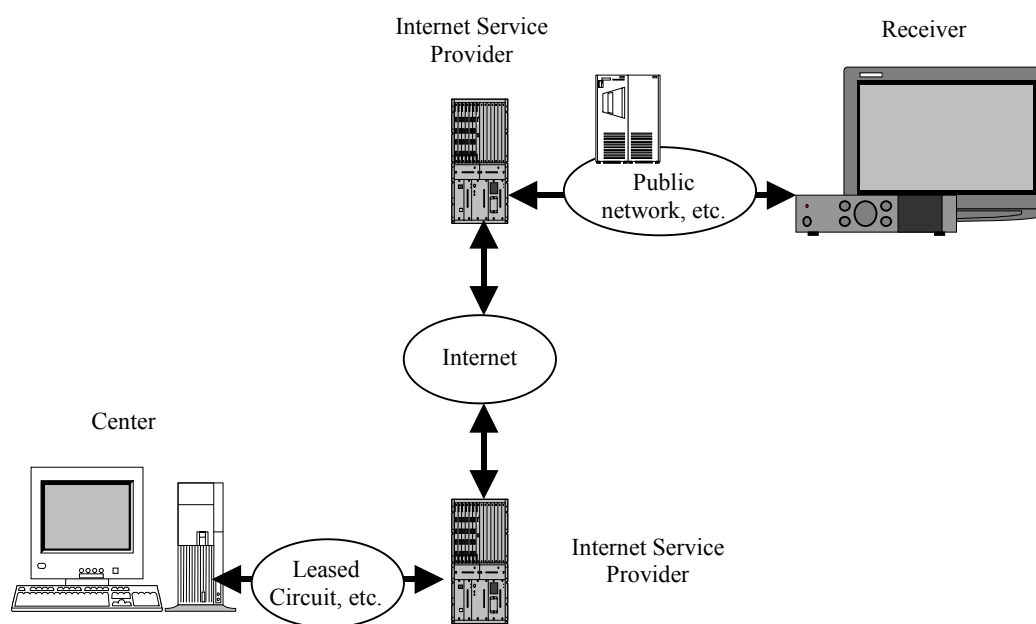 Internet Service
Provider
Receiver
Public
network, etc.
Internet
Center
Internet Service
Provider
Leased
Circuit, etc.